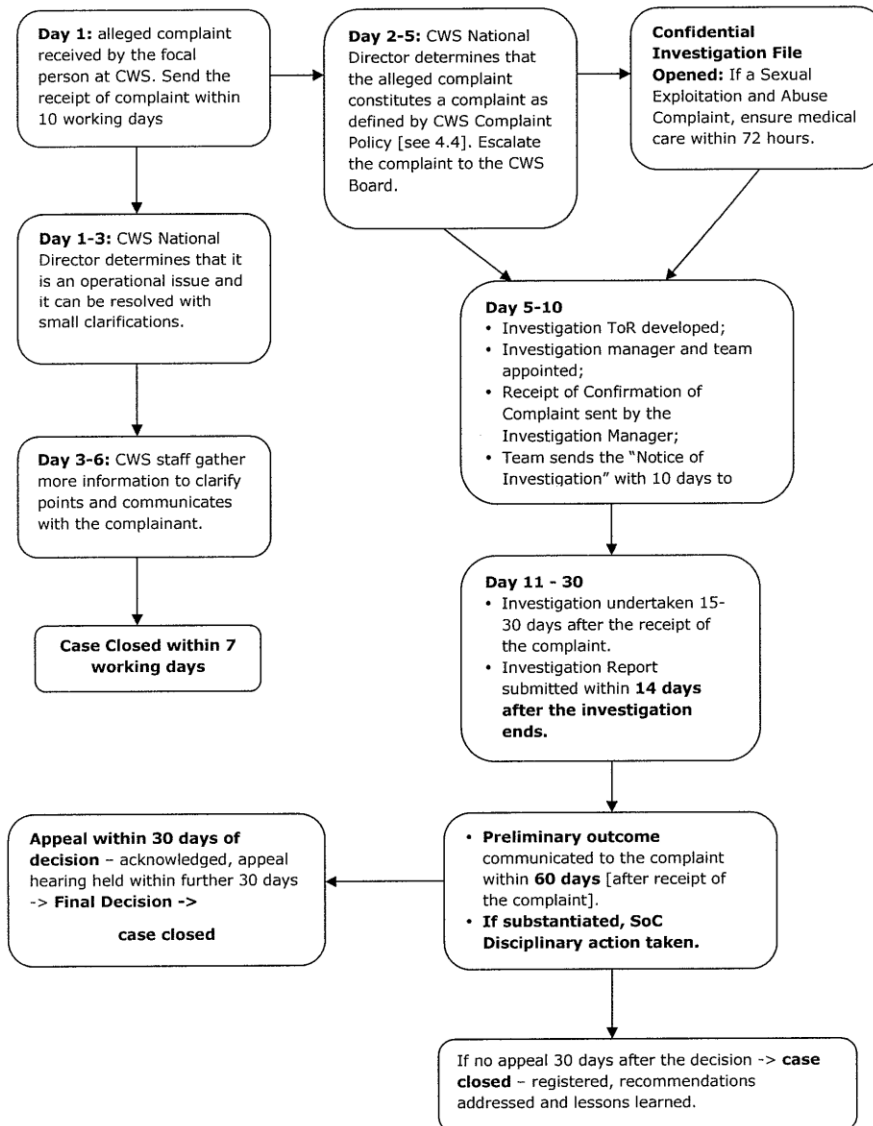 Day 1: alleged complaint
received by the focal
person at CWS. Send the
receipt of complaint within
10 working days
Day 2-5: CWS National
Director determines that
the alleged complaint
constitutes a complaint as
defined by CWS Complaint
Policy [see 4.4]. Escalate
the complaint to the CWS
Board.
Confidential
Investigation File
Opened: If a Sexual
Exploitation and Abuse
Complaint, ensure medical
care within 72 hours.
Day 1-3: CWS National
Director determines that it
is an operational issue and
it can be resolved with
small clarifications.
Day 5-10
• Investigation ToR developed;
• Investigation manager and team
appointed;
• Receipt of Confirmation of
Complaint sent by the
Investigation Manager;
• Team sends the “Notice of
Investigation” with 10 days to
Day 3-6: CWS staff gather
more information to clarify
points and communicates
with the complainant.
Case Closed within 7
working days
Day 11 - 30
• Investigation undertaken 15-
30 days after the receipt of
the complaint.
• Investigation Report
submitted within 14 days
after the investigation
ends.
Appeal within 30 days of
decision – acknowledged, appeal
hearing held within further 30 days
-> Final Decision ->
case closed
• Preliminary outcome
communicated to the complaint
within 60 days [after receipt of
the complaint].
• If substantiated, SoC
Disciplinary action taken.
If no appeal 30 days after the decision -> case
closed – registered, recommendations
addressed and lessons learned.